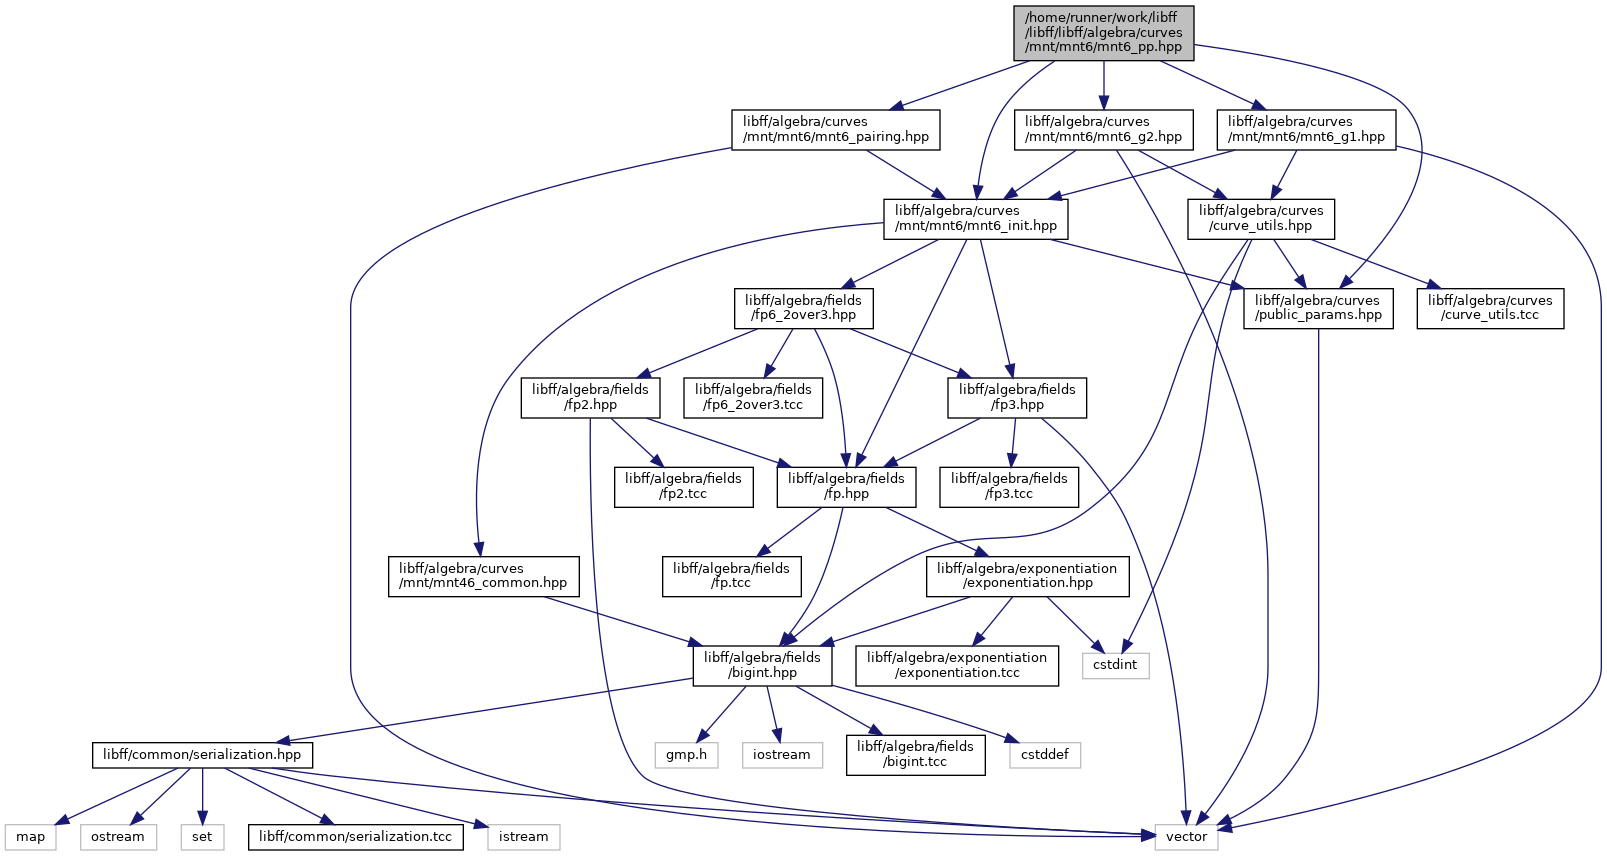 /home/runner/work/libff
/libff/libff/algebra/curves
/mnt/mnt6/mnt6_pp.hpp
libff/algebra/curves
/mnt/mnt6/mnt6_pairing.hpp
libff/algebra/curves
/mnt/mnt6/mnt6_g2.hpp
libff/algebra/curves
/mnt/mnt6/mnt6_g1.hpp
libff/algebra/curves
/mnt/mnt6/mnt6_init.hpp
libff/algebra/curves
/curve_utils.hpp
libff/algebra/fields
/fp6_2over3.hpp
libff/algebra/curves
/public_params.hpp
libff/algebra/curves
/curve_utils.tcc
libff/algebra/fields
/fp2.hpp
libff/algebra/fields
/fp6_2over3.tcc
libff/algebra/fields
/fp3.hpp
libff/algebra/fields
/fp2.tcc
libff/algebra/fields
/fp.hpp
libff/algebra/fields
/fp3.tcc
libff/algebra/curves
/mnt/mnt46_common.hpp
libff/algebra/fields
/fp.tcc
libff/algebra/exponentiation
/exponentiation.hpp
libff/algebra/fields
/bigint.hpp
libff/algebra/exponentiation
/exponentiation.tcc
cstdint
libff/common/serialization.hpp
gmp.h
iostream
libff/algebra/fields
/bigint.tcc
cstddef
map
ostream
set
libff/common/serialization.tcc
istream
vector